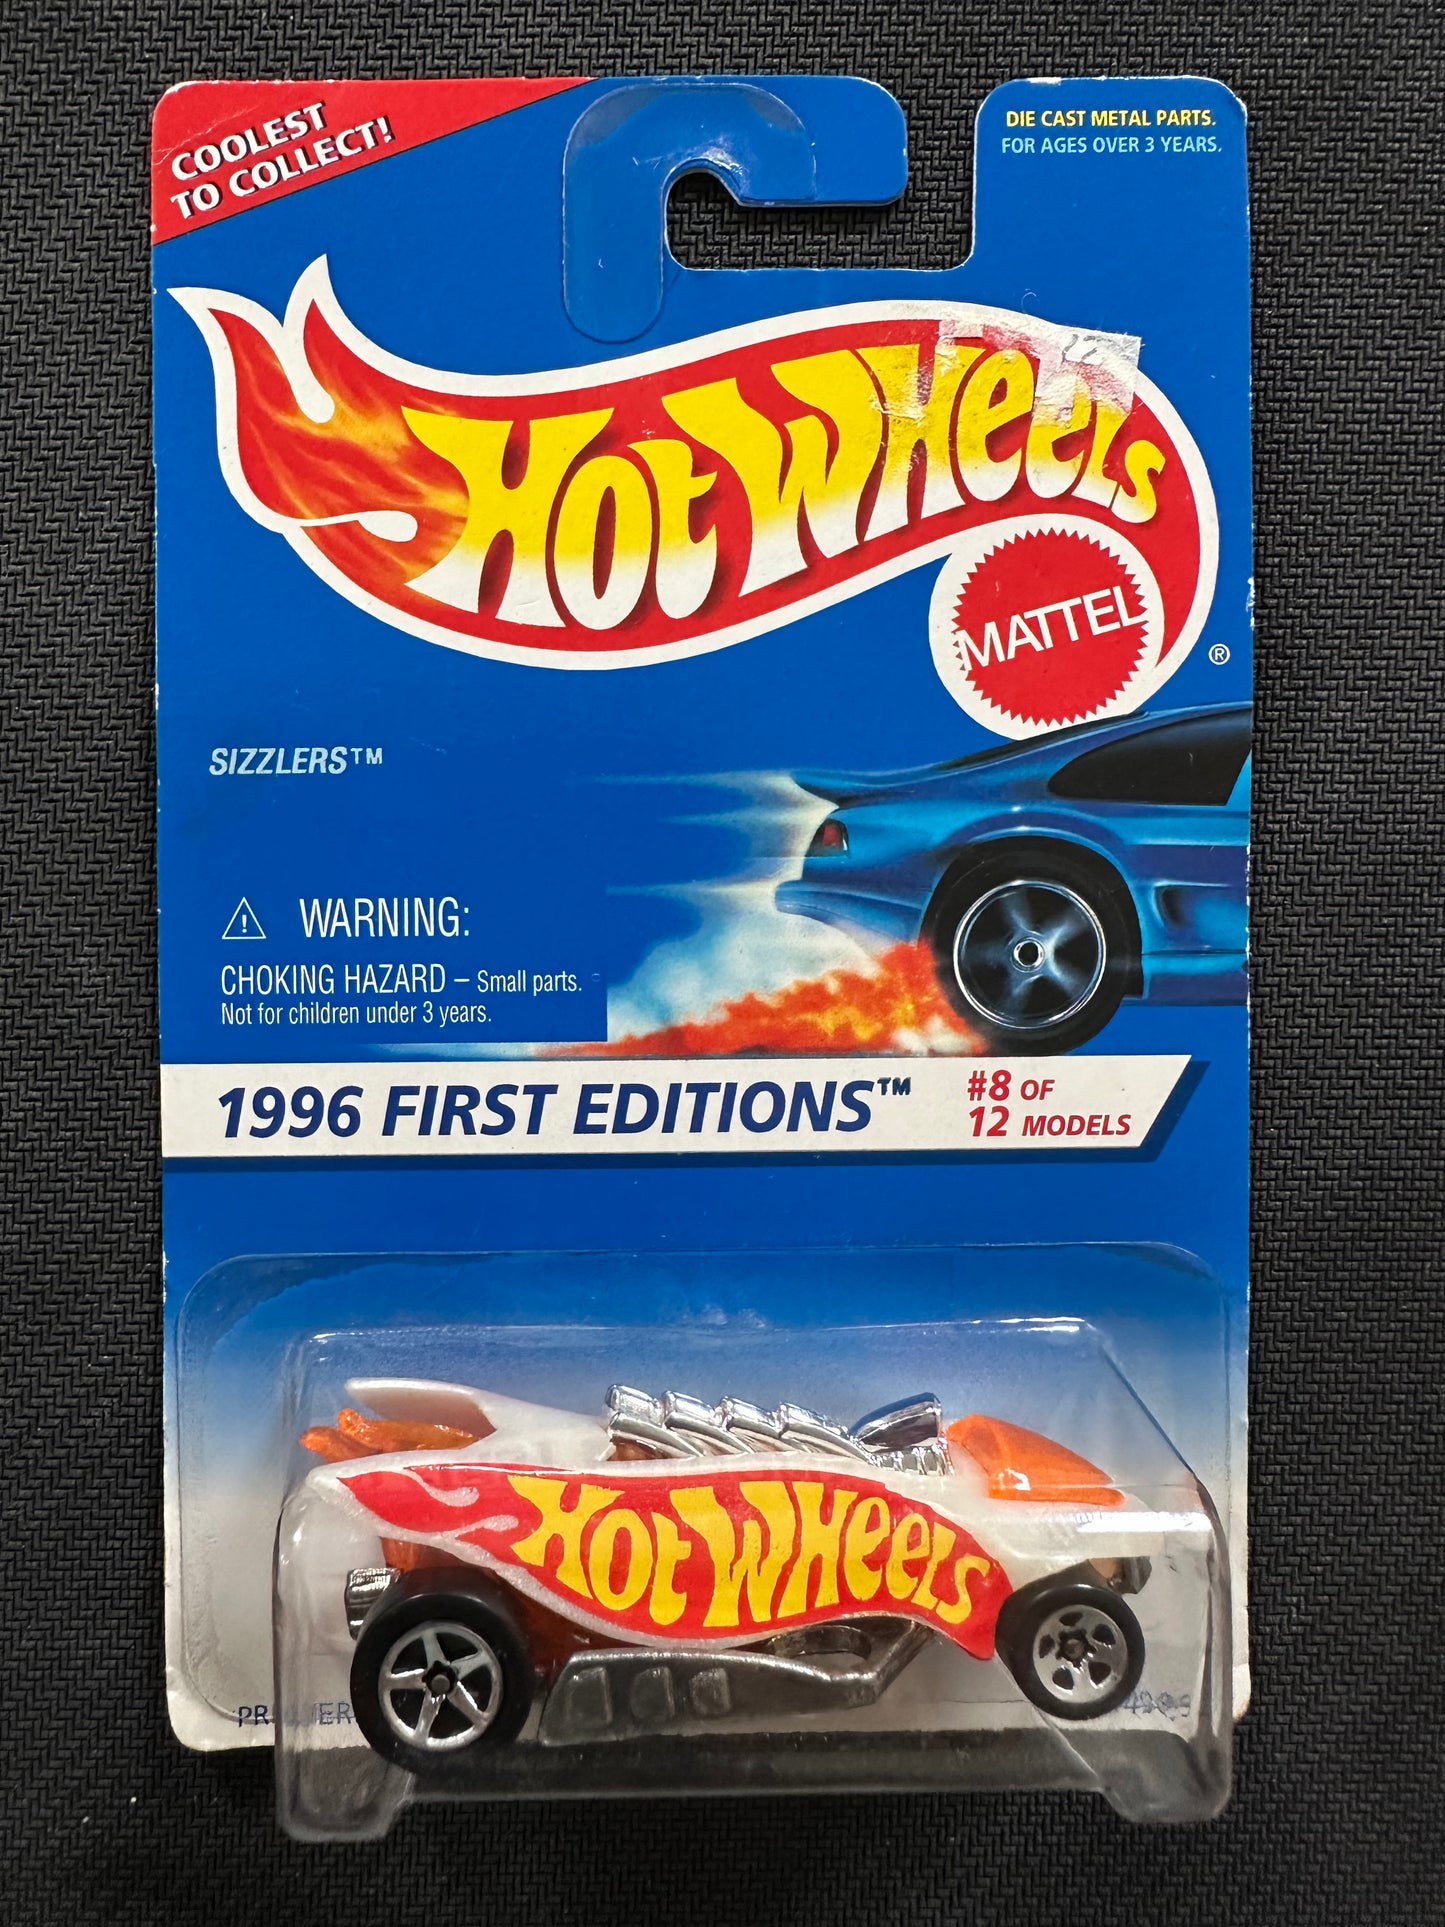 COOLEST
TO COLLECT!
DIE CAST METAL PARTS.
FOR AGES OVER 3 YEARS.
HOT WHEELS
MATTEL
®
SIZZLERS™
WARNING:
CHOKING HAZARD – Small parts.
Not for children under 3 years.
1996 FIRST EDITIONS™
#8 OF
12 MODELS
HOT WHEELS